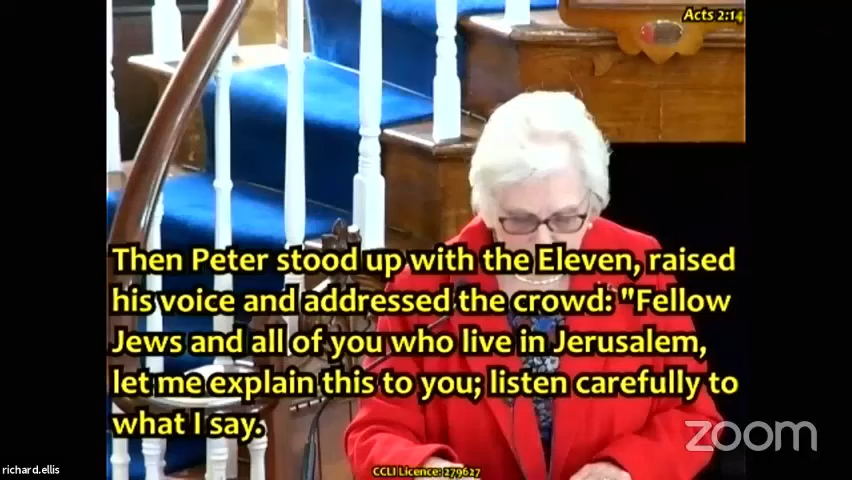 Acts 2:14
Then Peter stood up with the Eleven, raised
his voice and addressed the crowd: "Fellow
Jews and all of you who live in Jerusalem,
let me explain this to you; listen carefully to
what I say.
zoom
CCLI Licence: 279627
richard.ellis